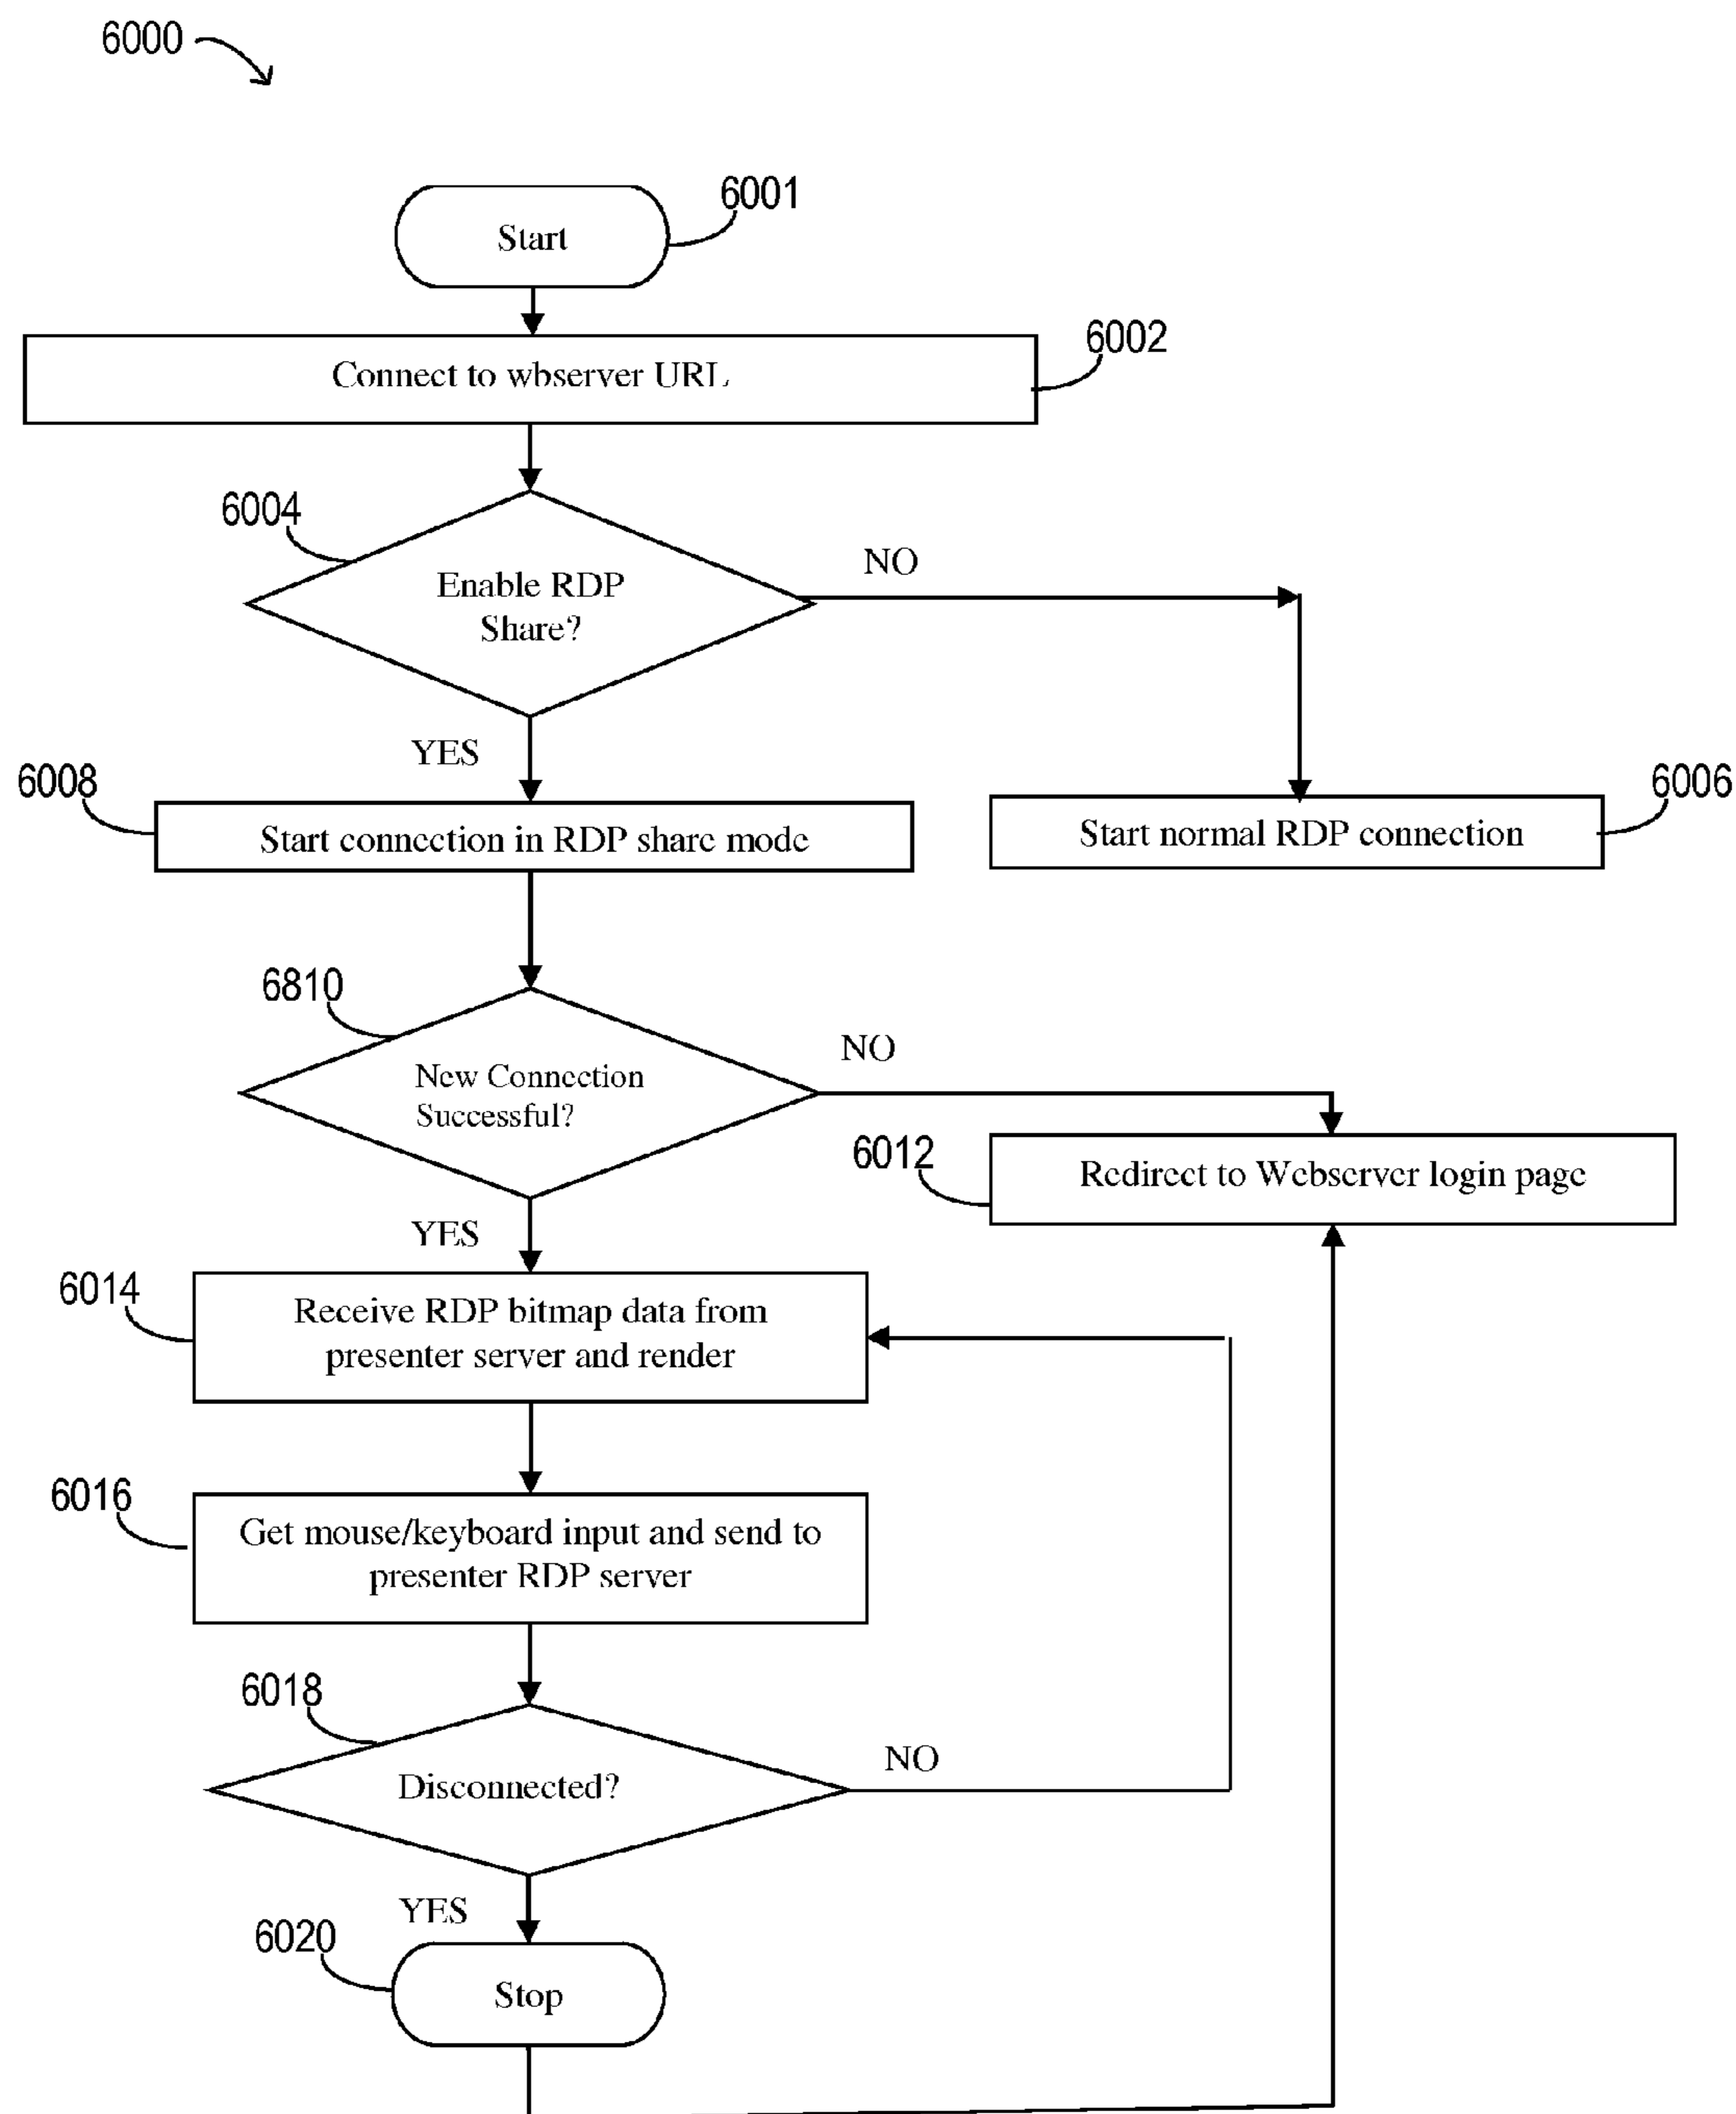 6000
6001
Start
6002
Connect to wbserver URL
6004
Enable RDP
Share?
NO
YES
6008
Start connection in RDP share mode
6006
Start normal RDP connection
6810
New Connection
Successful?
NO
6012
Redirect to Webserver login page
YES
6014
Receive RDP bitmap data from
presenter server and render
6016
Get mouse/keyboard input and send to
presenter RDP server
6018
Disconnected?
NO
YES
6020
Stop